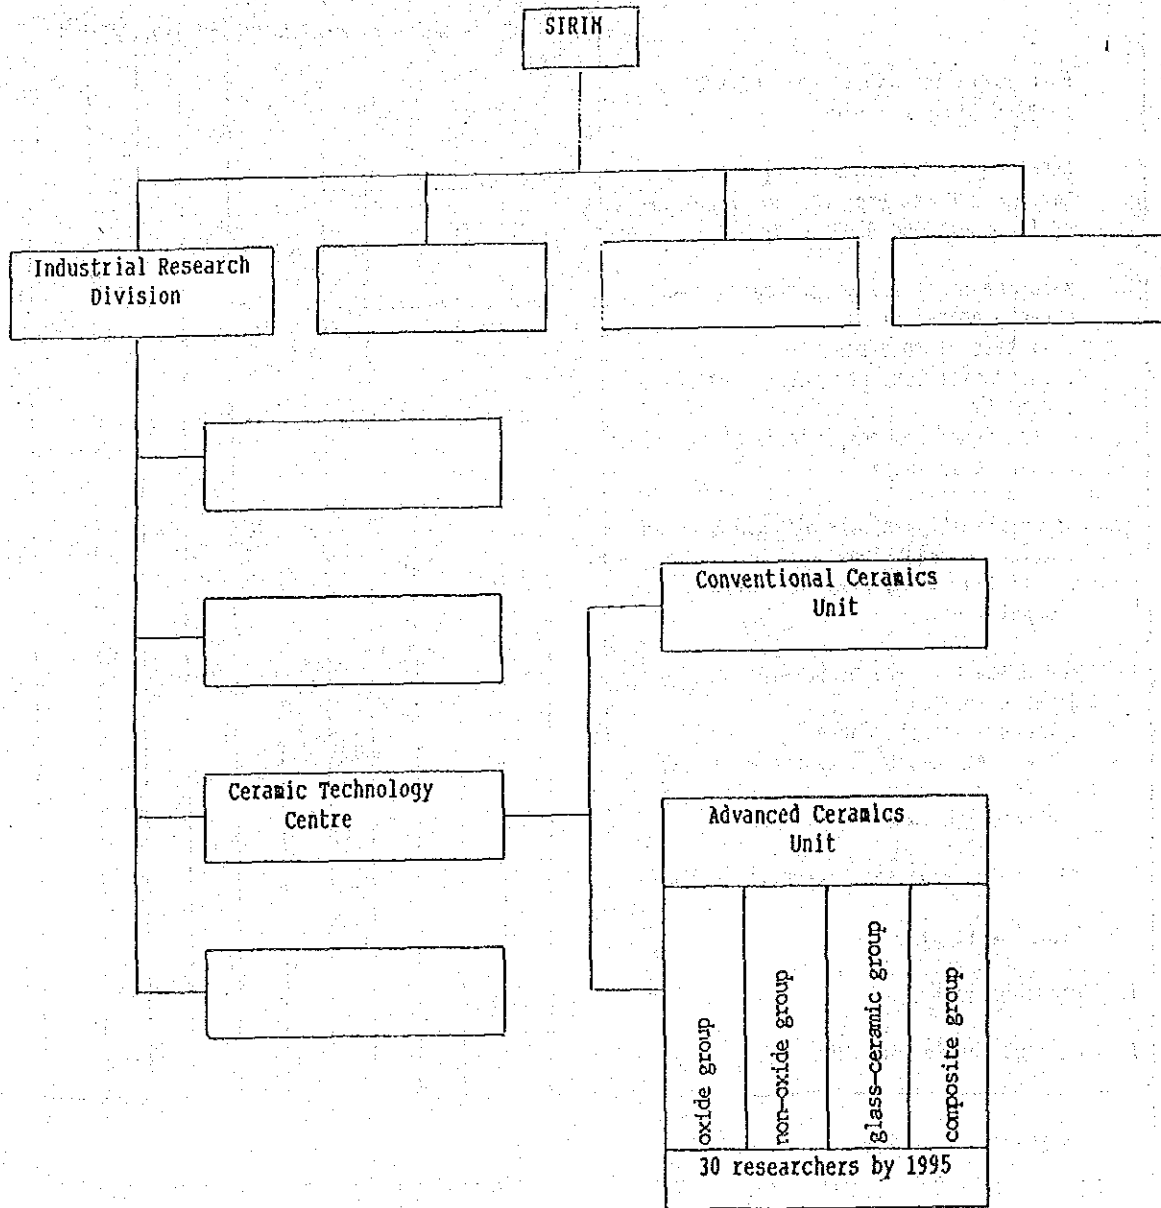 SIRIM
Industrial Research
Division
Conventional Ceramics
Unit
Ceramic Technology
Centre
Advanced Ceramics
Unit
oxide group
non-oxide group
glass-ceramic group
composite group
30 researchers by 1995